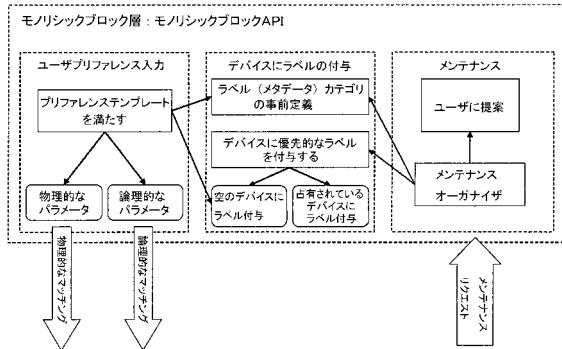 モノリシックブロック層:モノリシックブロックAPI
ユーザプリファレンス入力
プリファレンステンプレート
を満たす
物理的な
パラメータ
論理的な
パラメータ
デバイスにラベルの付与
ラベル（メタデータ）カテゴリ
の事前定義
デバイスに優先的なラベル
を付与する
空のデバイスに
ラベル付与
占有されている
デバイスに
ラベル付与
メンテナンス
ユーザに提案
メンテナンス
オーガナイザ
物理的なマッチング
論理的なマッチング
メンテナンス
リクエスト